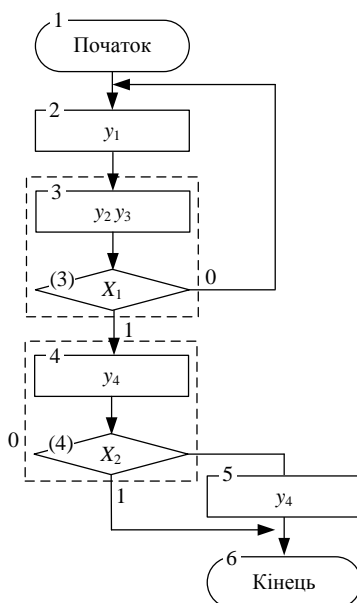 1
Початок
2
y₁
3
y₂ y₃
(3)
X₁
0
1
4
y₄
0
(4)
X₂
5
1
y₄
6
Кінець